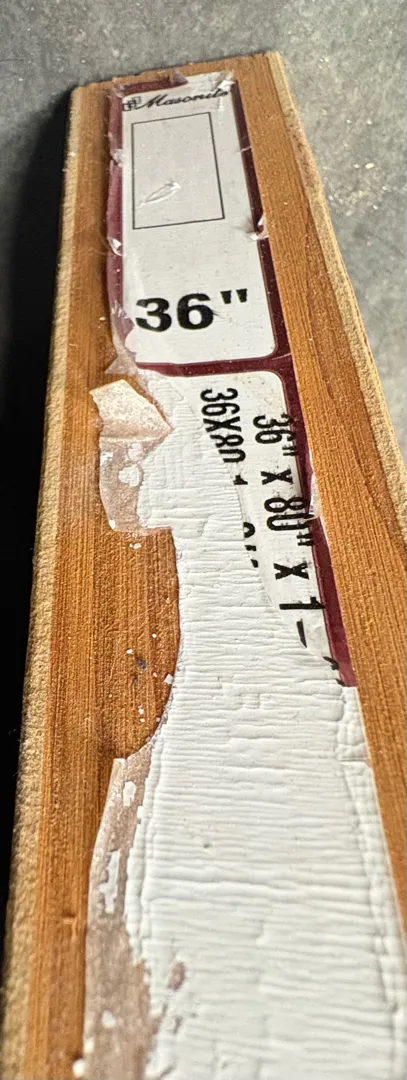 Masonite
36"
36" x 80" x 1-
36X80